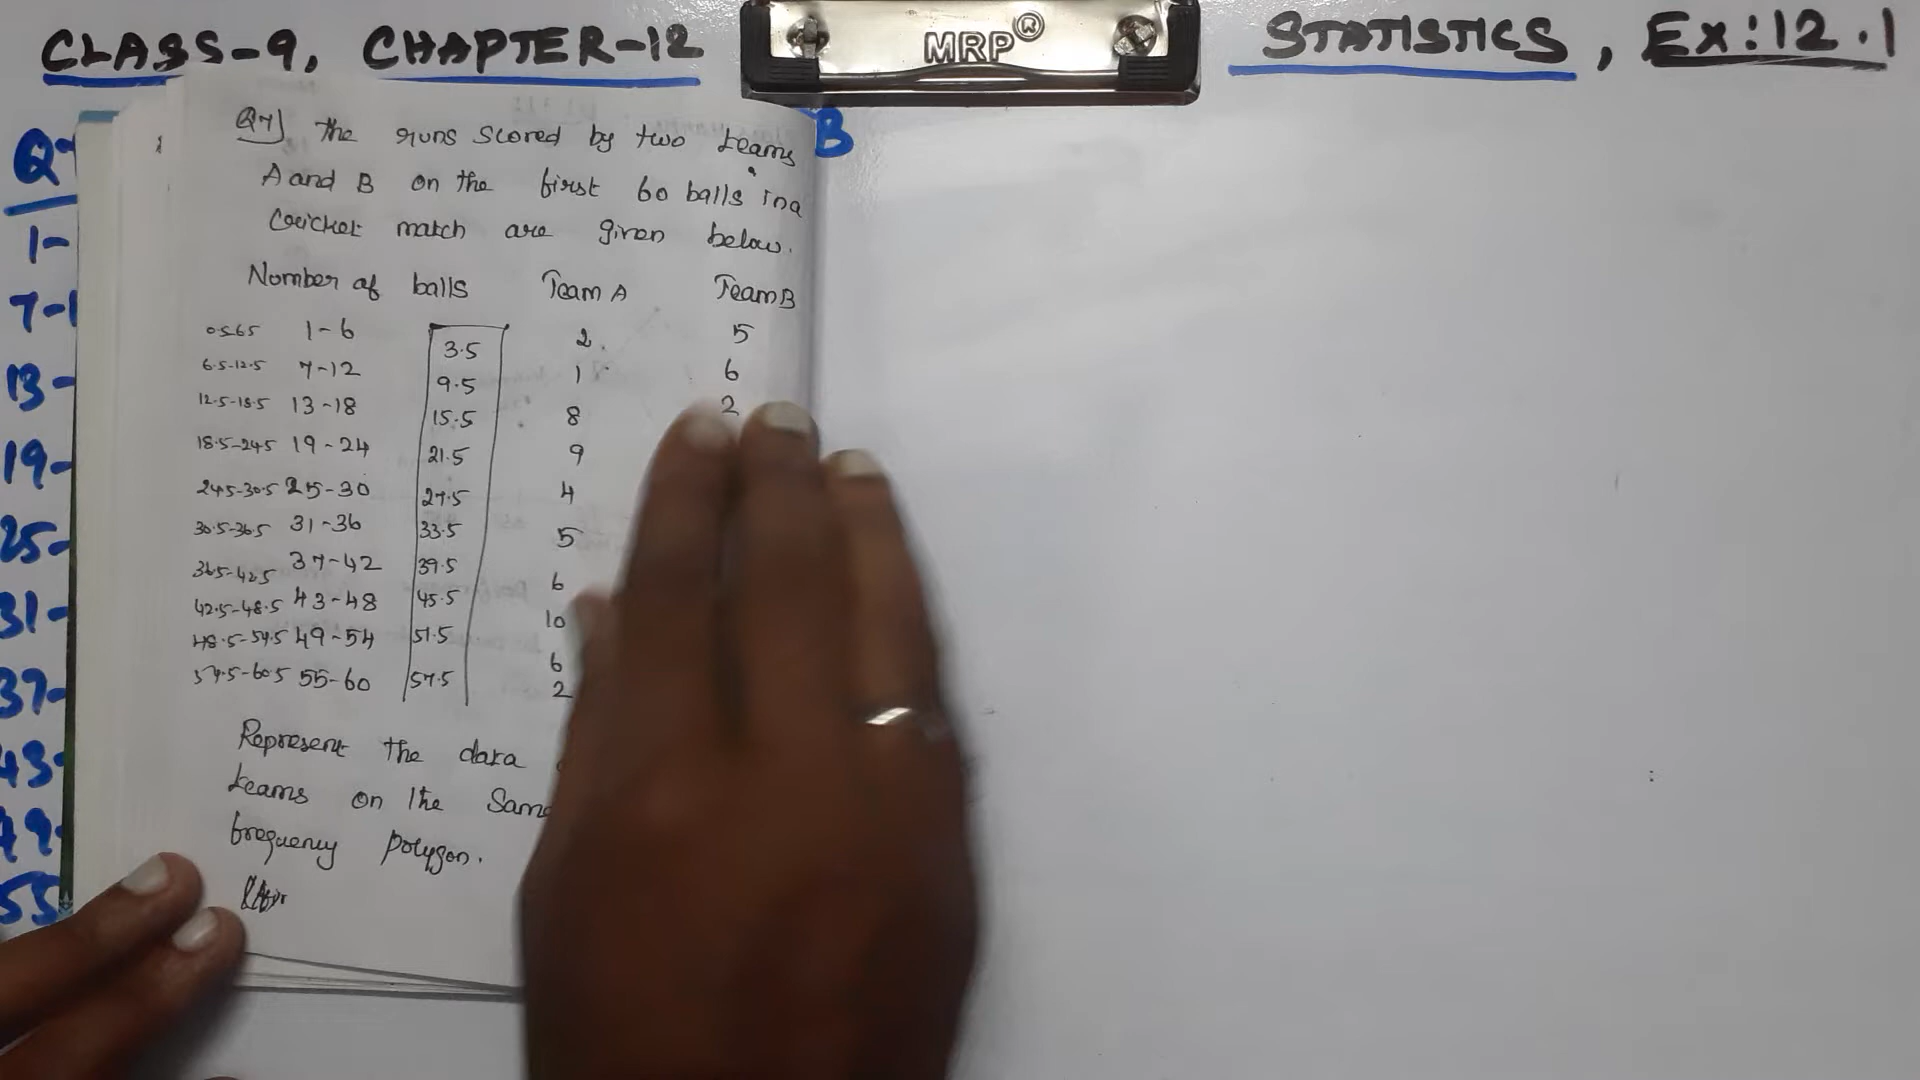 CLASS-9, CHAPTER-12
MRP®
STATISTICS, Ex:12.1
Q7
B
1-
7-1
13-
19-
25-
31-
37-
43-
49-
55
Q7) The runs scored by two teams
A and B on the first 60 balls in a
Cricket match are given below.
Number of balls Team A Team B
0.5-6.5 1-6 3.5 2 5
6.5-12.5 7-12 9.5 1 6
12.5-18.5 13-18 15.5 8 2
18.5-24.5 19-24 21.5 9
24.5-30.5 25-30 27.5 4
30.5-36.5 31-36 33.5 5
36.5-42.5 37-42 39.5 6
42.5-48.5 43-48 45.5 10
48.5-54.5 49-54 51.5 6
54.5-60.5 55-60 57.5 2
Represent the data
teams on the Same
frequency polygon.